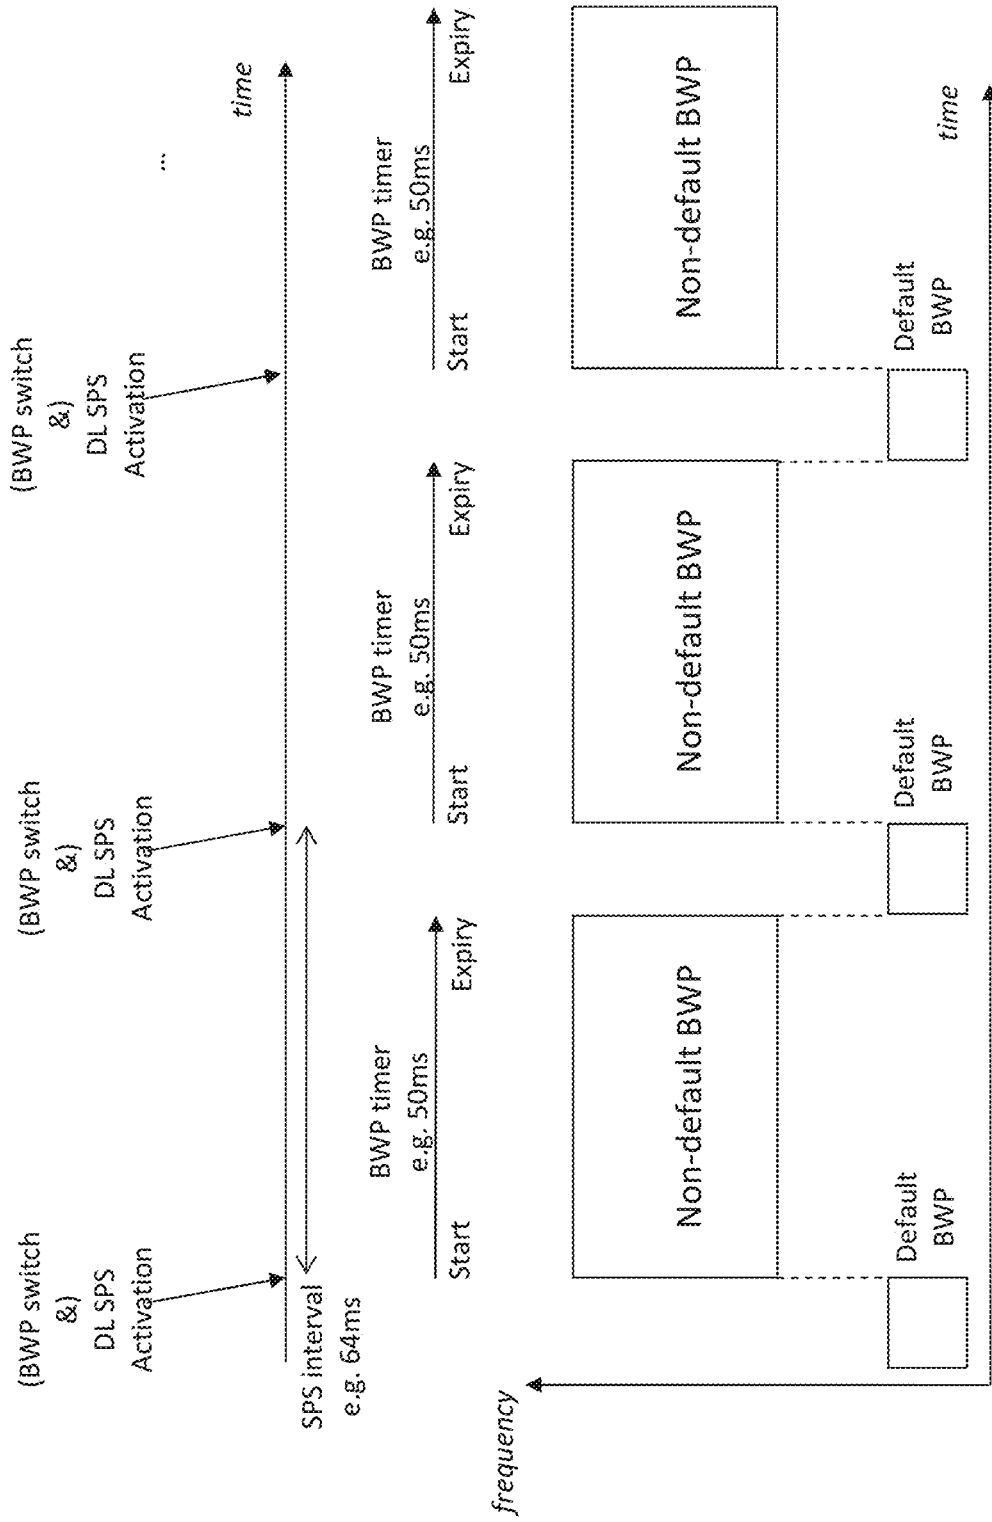 (BWP switch
&)
DL SPS
Activation
(BWP switch
&)
DL SPS
Activation
(BWP switch
&)
DL SPS
Activation
...
time
SPS interval
e.g. 64ms
BWP timer
e.g. 50ms
Start
Expiry
BWP timer
e.g. 50ms
Start
Expiry
BWP timer
e.g. 50ms
Start
Expiry
frequency
Non-default BWP
Non-default BWP
Non-default BWP
Default
BWP
Default
BWP
Default
BWP
time